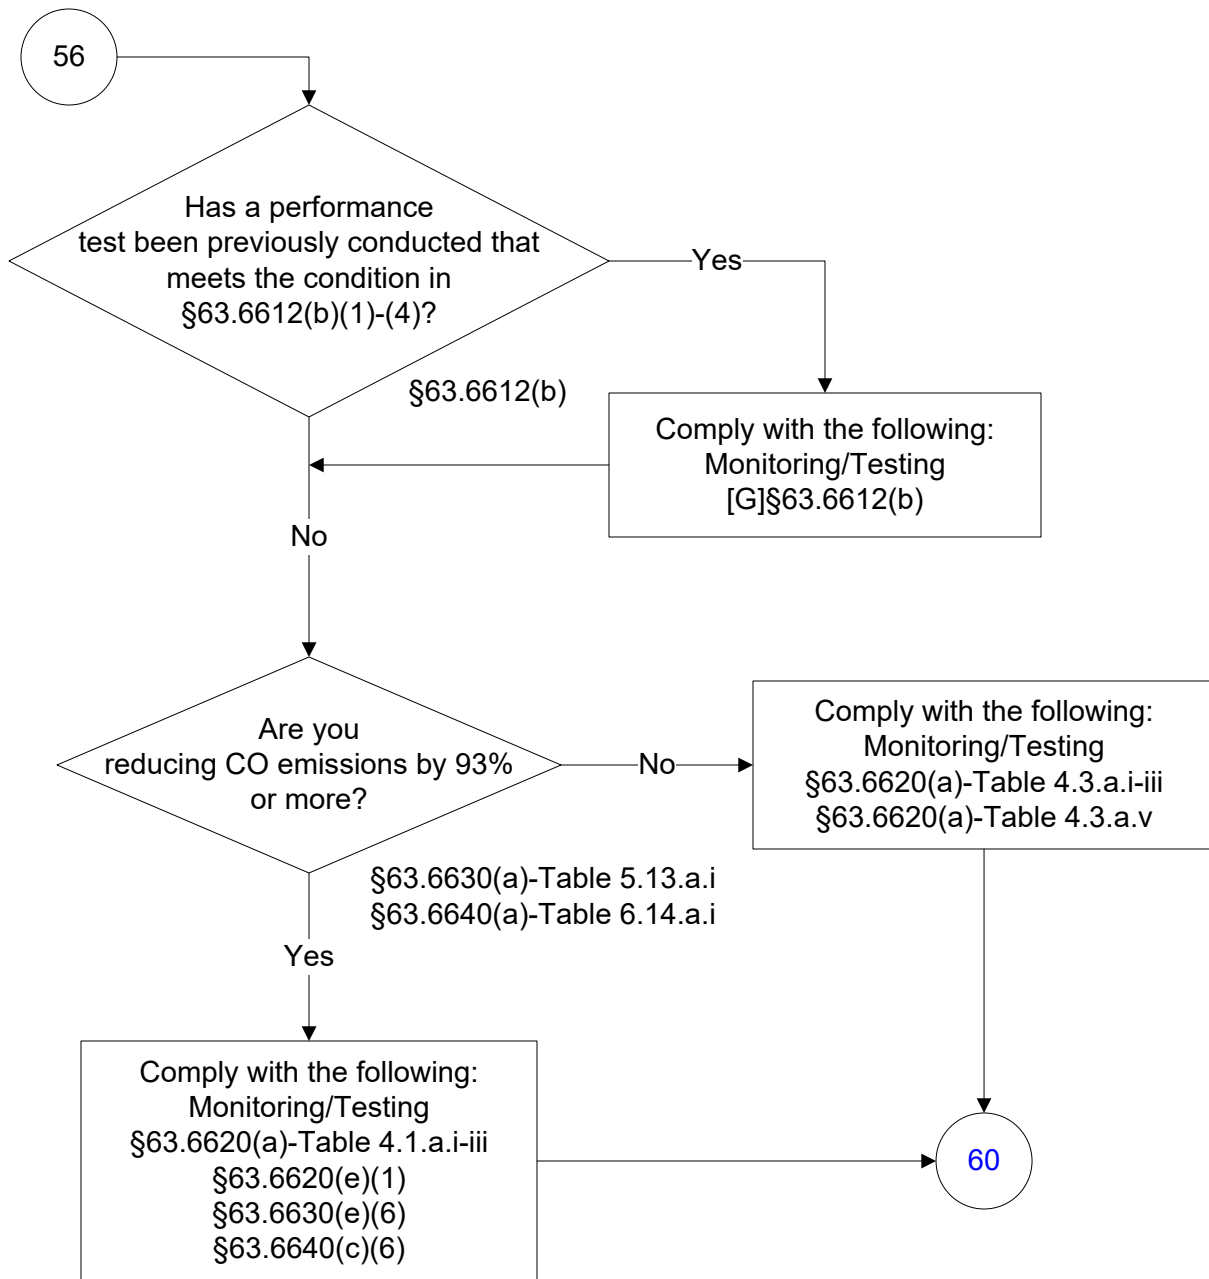 56
Has a performance
test been previously conducted that
meets the condition in
§63.6612(b)(1)-(4)?
Yes
§63.6612(b)
Comply with the following:
Monitoring/Testing
[G]§63.6612(b)
No
Are you
reducing CO emissions by 93%
or more?
No
Comply with the following:
Monitoring/Testing
§63.6620(a)-Table 4.3.a.i-iii
§63.6620(a)-Table 4.3.a.v
§63.6630(a)-Table 5.13.a.i
§63.6640(a)-Table 6.14.a.i
Yes
Comply with the following:
Monitoring/Testing
§63.6620(a)-Table 4.1.a.i-iii
§63.6620(e)(1)
§63.6630(e)(6)
§63.6640(c)(6)
60